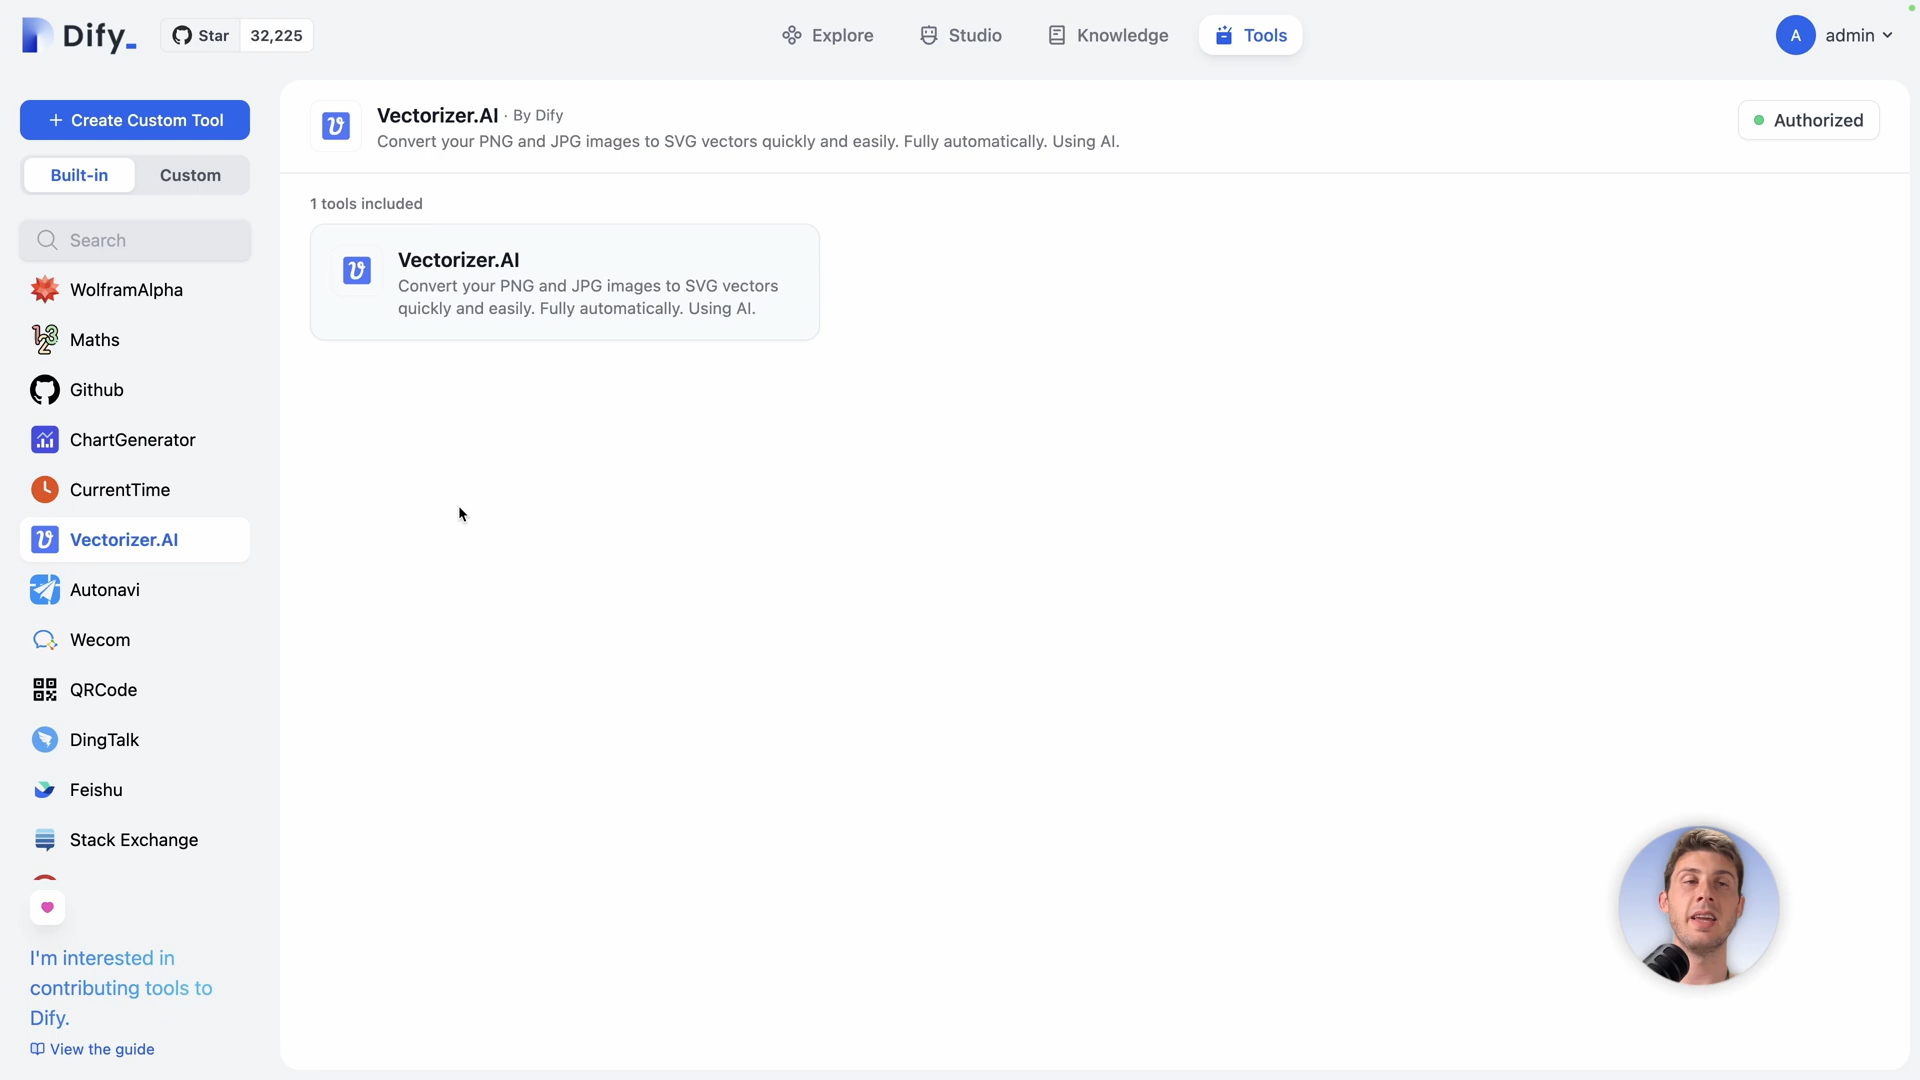 Dify_
Star 32,225
Explore
Studio
Knowledge
Tools
A admin
+ Create Custom Tool
Built-in Custom
Search
WolframAlpha
Maths
Github
ChartGenerator
CurrentTime
Vectorizer.AI
Autonavi
Wecom
QRCode
DingTalk
Feishu
Stack Exchange
I'm interested in
contributing tools to
Dify.
View the guide
Vectorizer.AI · By Dify
Convert your PNG and JPG images to SVG vectors quickly and easily. Fully automatically. Using AI.
Authorized
1 tools included
Vectorizer.AI
Convert your PNG and JPG images to SVG vectors
quickly and easily. Fully automatically. Using AI.